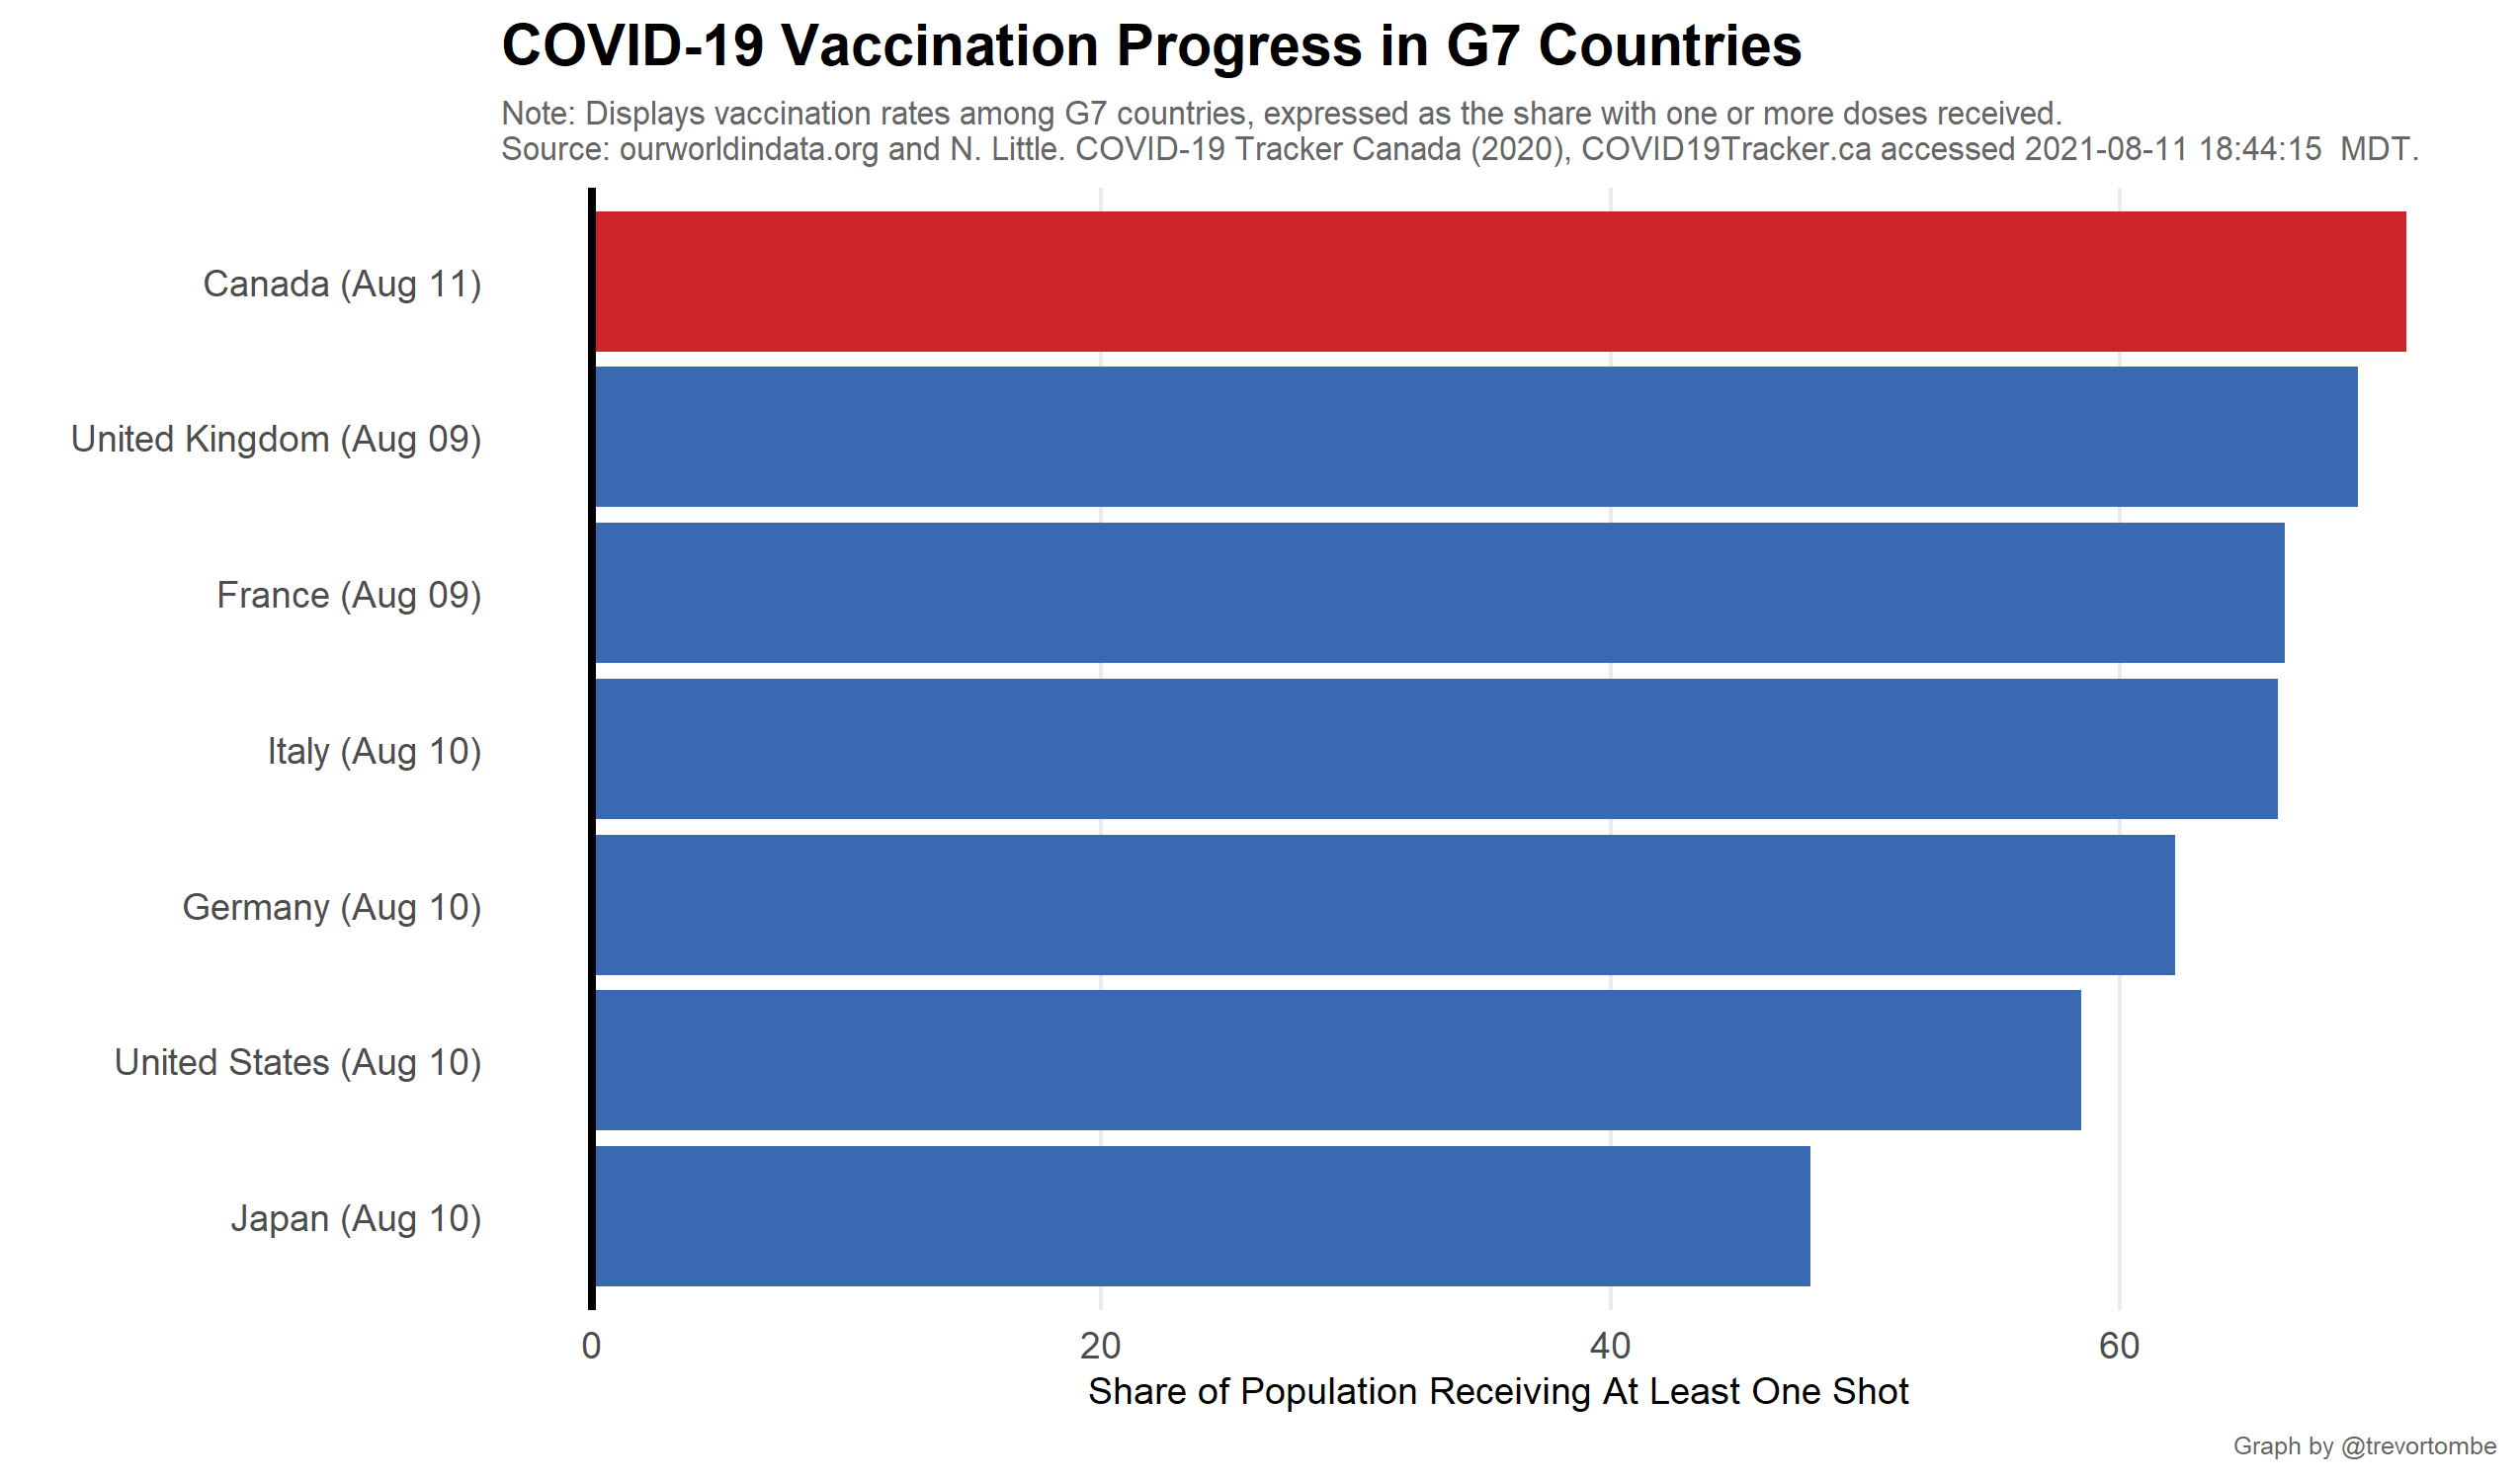 COVID-19 Vaccination Progress in G7 Countries
Note: Displays vaccination rates among G7 countries, expressed as the share with one or more doses received.
Source: ourworldindata.org and N. Little. COVID-19 Tracker Canada (2020), COVID19Tracker.ca accessed 2021-08-11 18:44:15  MDT.
Canada (Aug 11)
United Kingdom (Aug 09)
France (Aug 09)
Italy (Aug 10)
Germany (Aug 10)
United States (Aug 10)
Japan (Aug 10)
0 20 40 60
Share of Population Receiving At Least One Shot
Graph by @trevortombe